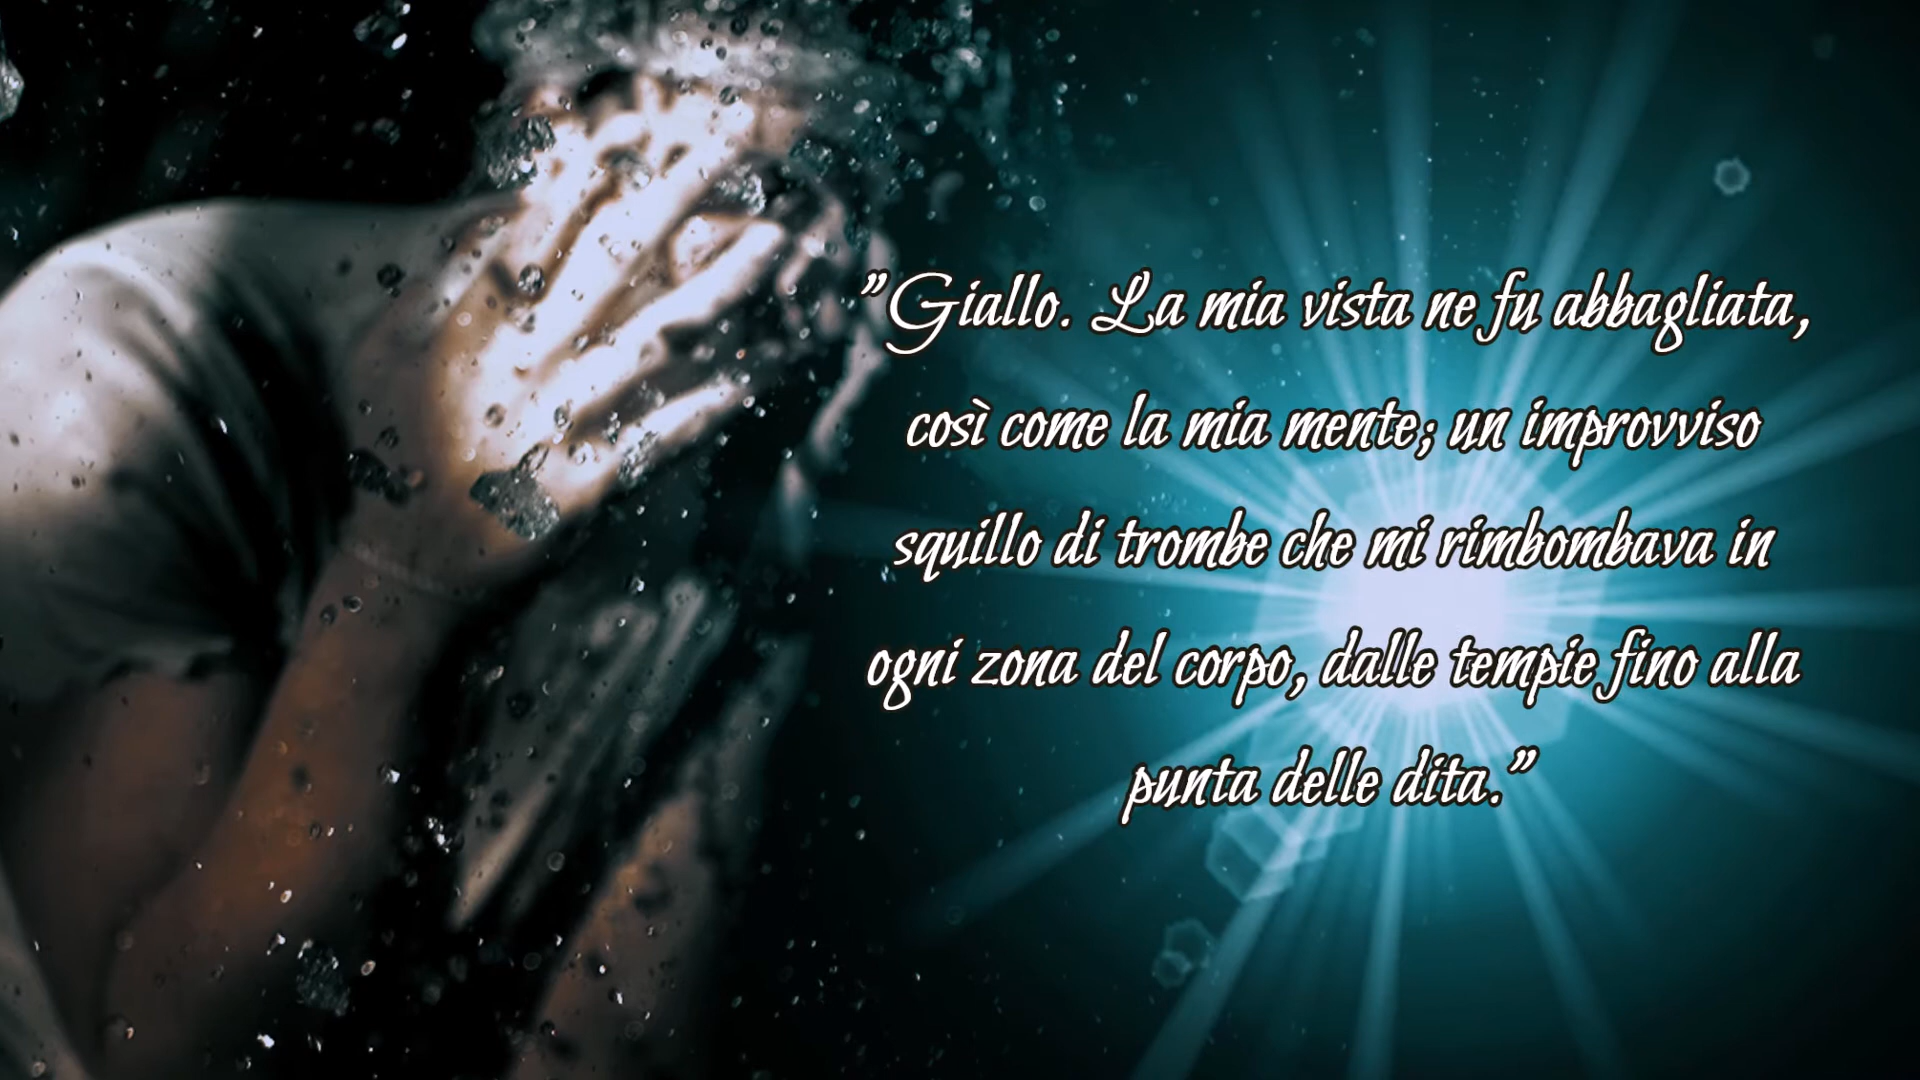 "Giallo. La mia vista ne fu abbagliata,
così come la mia mente; un improvviso
squillo di trombe che mi rimbombava in
ogni zona del corpo, dalle tempie fino alla
punta delle dita."